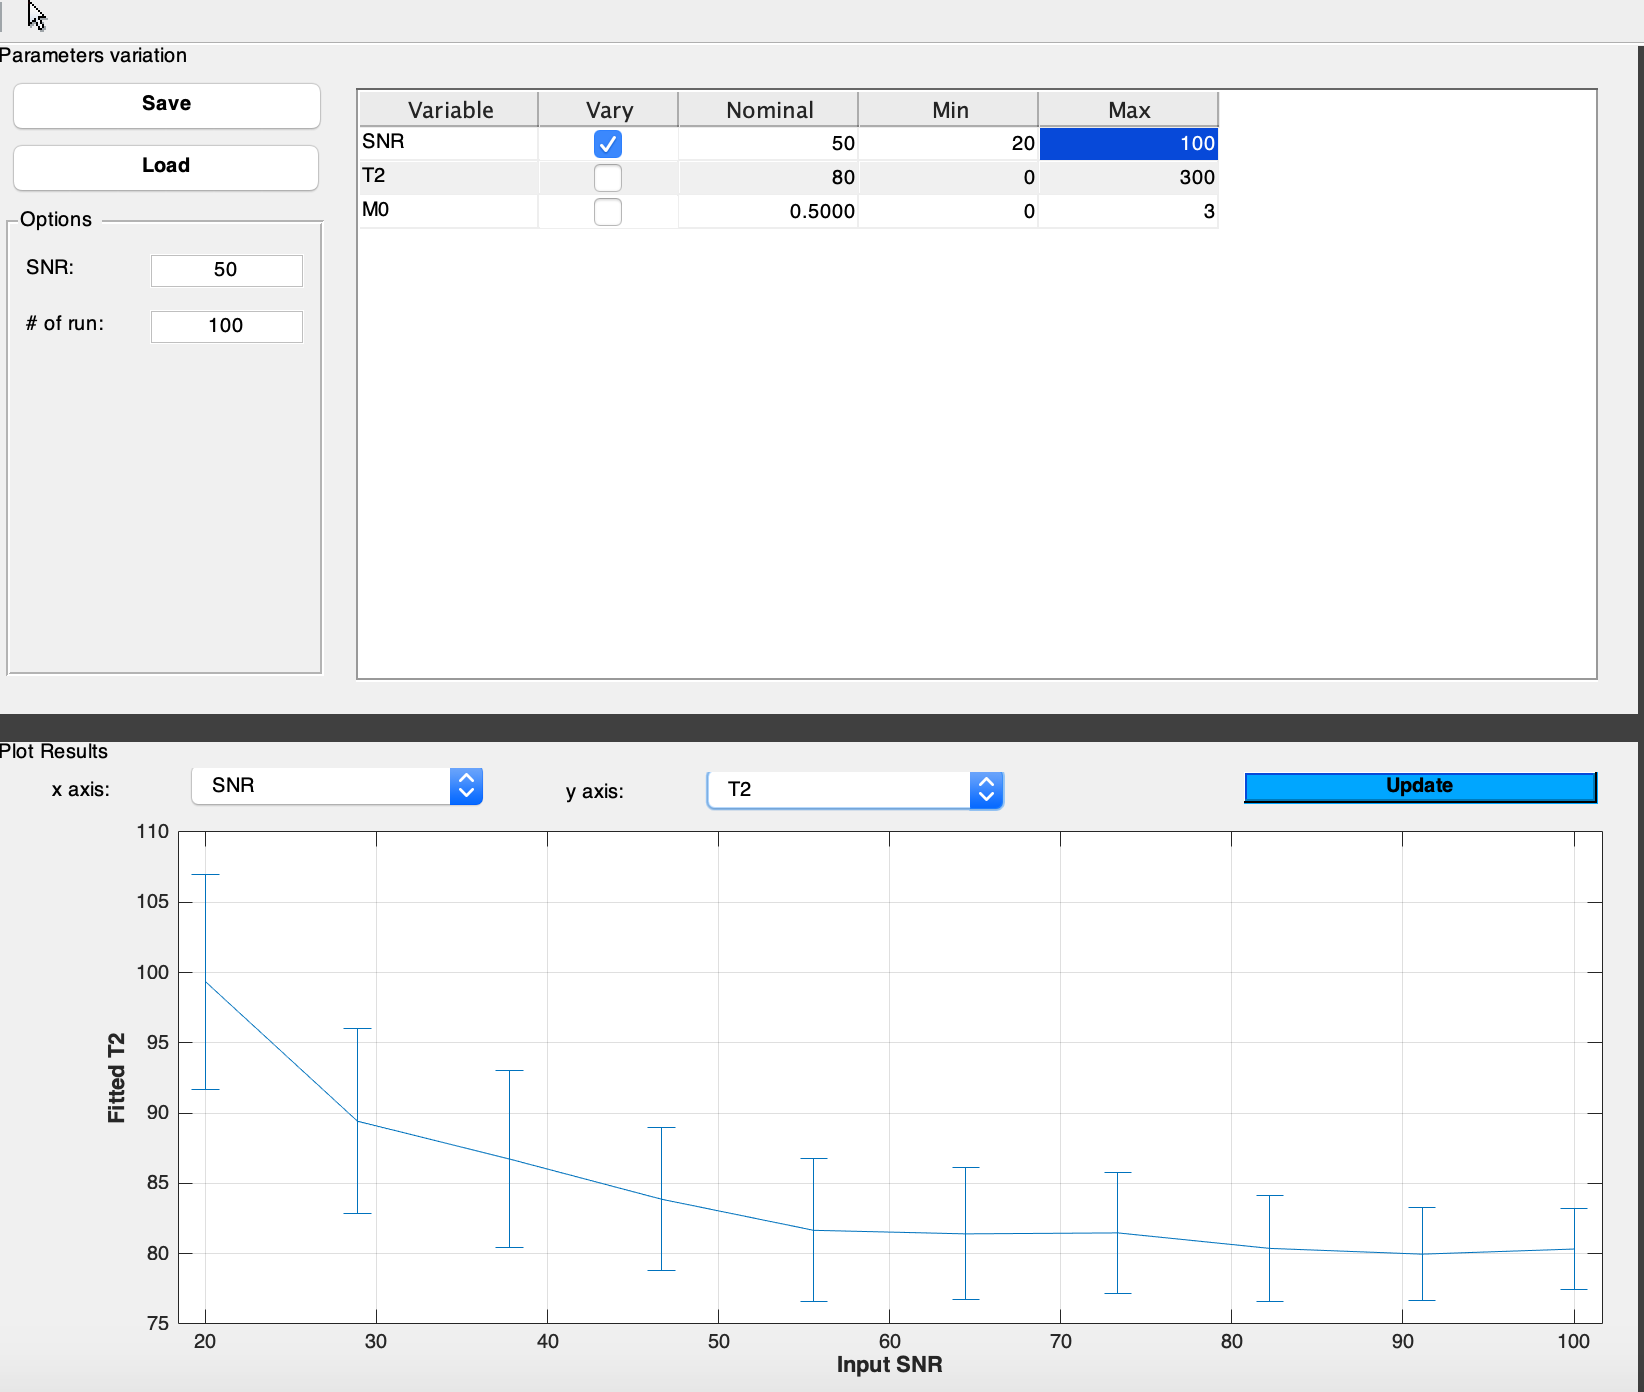 Parameters variation
Save
Load
Options
SNR: 50
# of run: 100
Variable Vary Nominal Min Max
SNR 50 20 100
T2 80 0 300
M0 0.5000 0 3
Plot Results
x axis: SNR y axis: T2 Update
110
105
100
95
90
85
80
75
Fitted T2
20 30 40 50 60 70 80 90 100
Input SNR